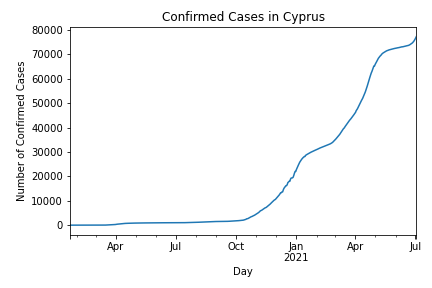 Confirmed Cases in Cyprus
80000
70000
60000
50000
40000
30000
20000
10000
0
Number of Confirmed Cases
Apr Jul Oct Jan Apr Jul
2021
Day